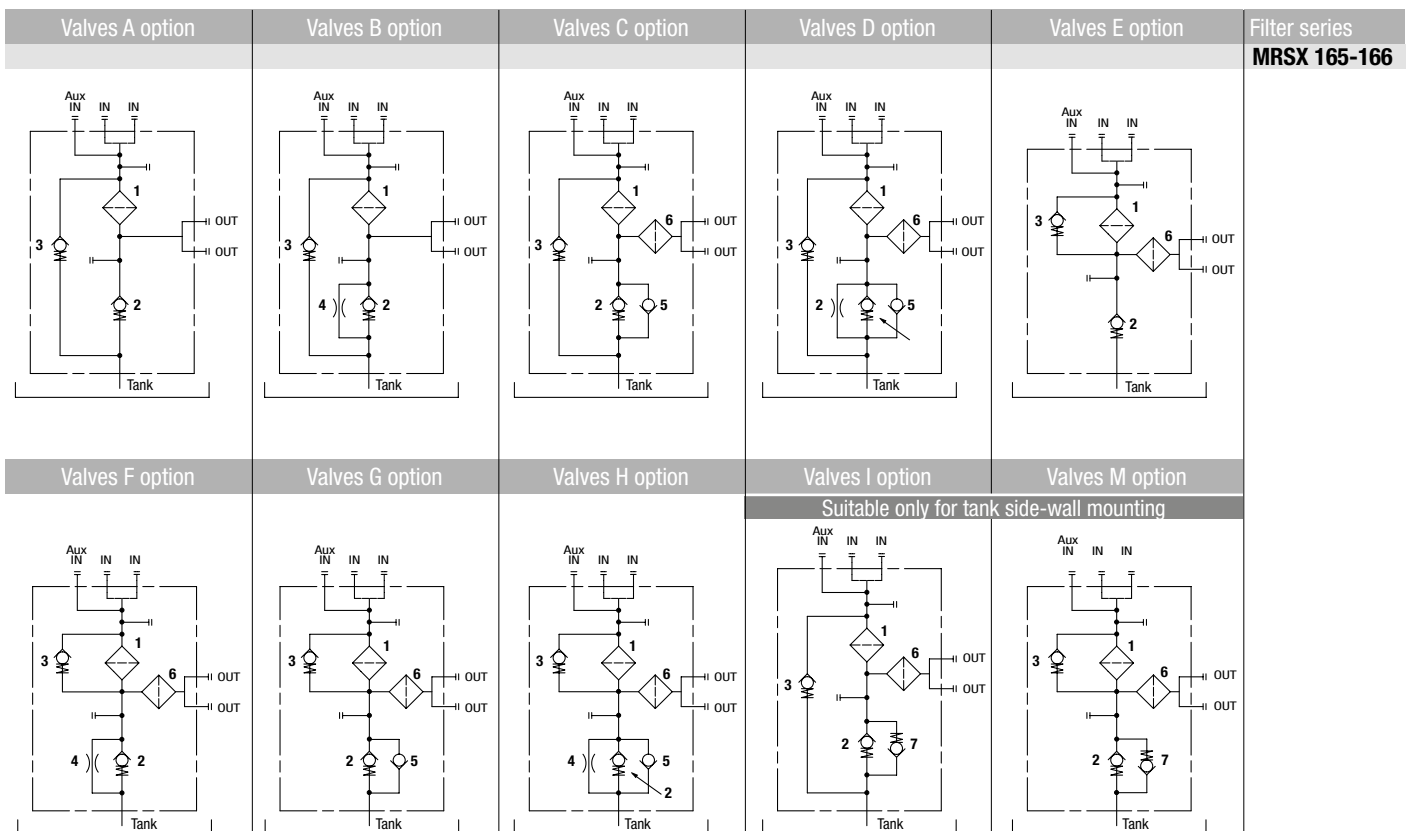 Valves A option
Valves B option
Valves C option
Valves D option
Valves E option
Filter series
MRSX 165-166
Aux
IN IN IN
1
3
OUT
OUT
2
Tank
Aux
IN IN IN
1
3
OUT
OUT
4 2
Tank
Aux
IN IN IN
1
6
3
OUT
OUT
2 5
Tank
Aux
IN IN IN
1
6
3
OUT
OUT
2 5
Tank
Aux
IN IN IN
1
3
6
OUT
OUT
2
Tank
Valves F option
Valves G option
Valves H option
Valves I option
Valves M option
Suitable only for tank side-wall mounting
Aux
IN IN IN
1
3
6
OUT
OUT
4 2
Tank
Aux
IN IN IN
1
3
6
OUT
OUT
2 5
Tank
Aux
IN IN IN
1
3
6
OUT
OUT
4 5
2
Tank
Aux
IN IN IN
1
6
OUT
3
OUT
2 7
Tank
Aux
IN IN IN
1
3
6
OUT
OUT
2 7
Tank